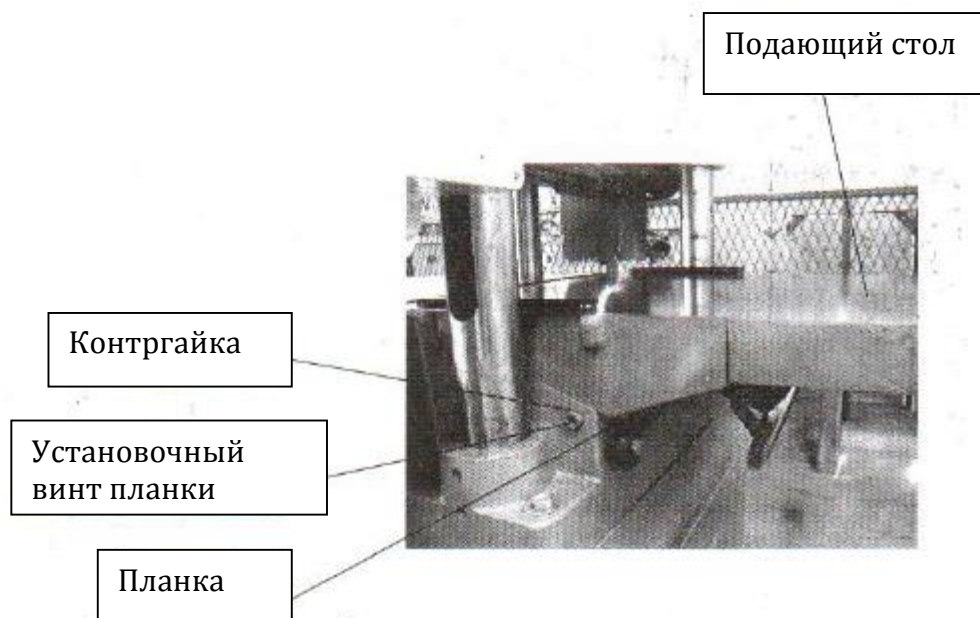 Подающий стол
Контргайка
Установочный
винт планки
Планка